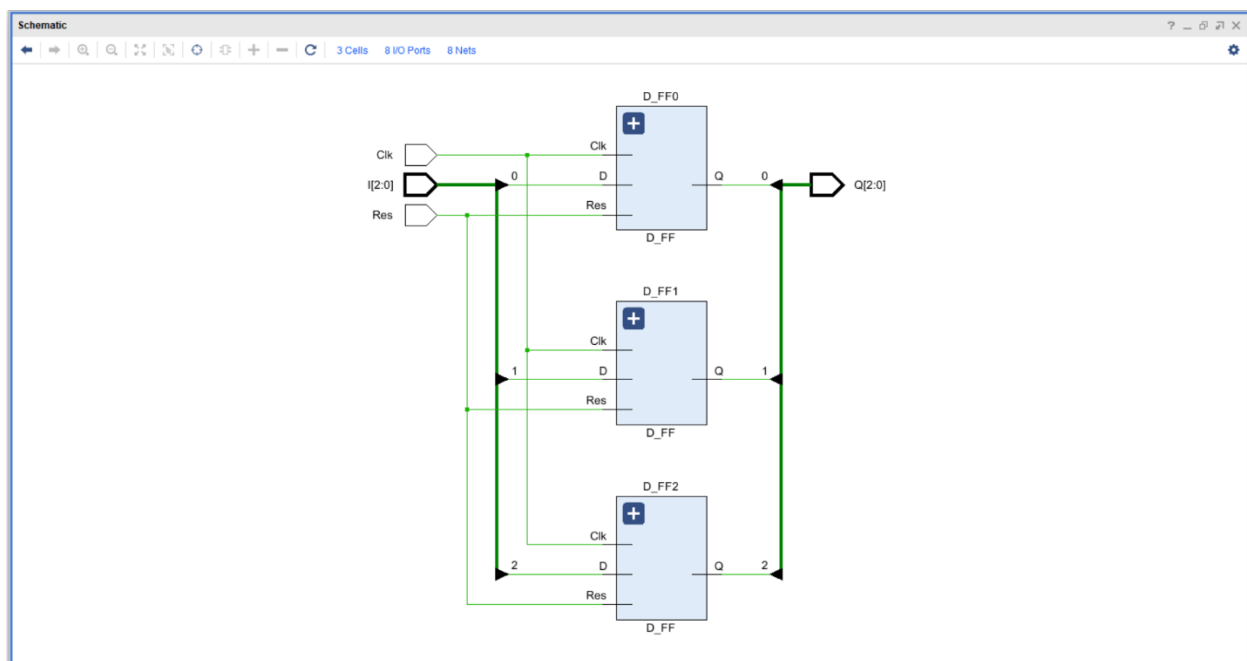 Schematic
3 Cells 8 I/O Ports 8 Nets
D_FF0
Clk Clk
I[2:0] 0 D Q 0 Q[2:0]
Res Res
D_FF
D_FF1
Clk
1 D Q 1
Res
D_FF
D_FF2
Clk
2 D Q 2
Res
D_FF